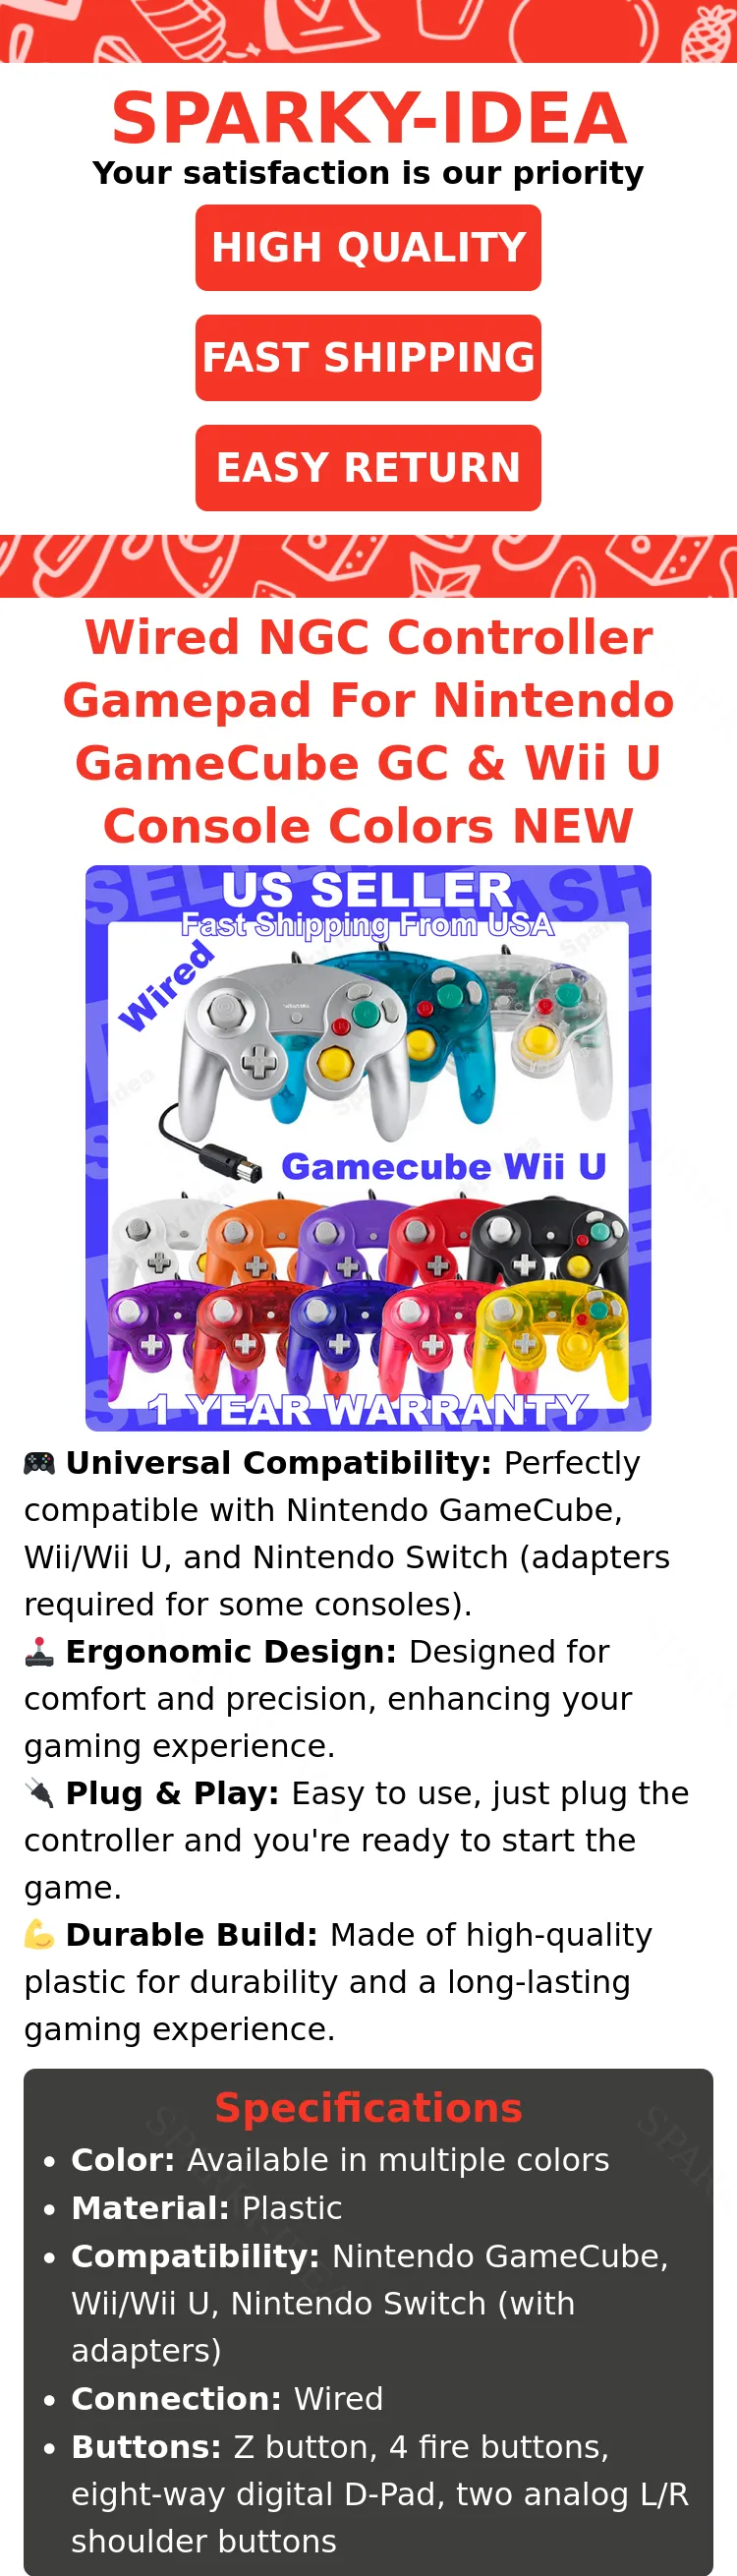 SPARKY-IDEA
Your satisfaction is our priority
HIGH QUALITY
FAST SHIPPING
EASY RETURN
Wired NGC Controller
Gamepad For Nintendo
GameCube GC & Wii U
Console Colors NEW
US SELLER
Fast Shipping From USA
Wired
Gamecube Wii U
1 YEAR WARRANTY
🎮 Universal Compatibility: Perfectly
compatible with Nintendo GameCube,
Wii/Wii U, and Nintendo Switch (adapters
required for some consoles).
🕹️ Ergonomic Design: Designed for
comfort and precision, enhancing your
gaming experience.
🔌 Plug & Play: Easy to use, just plug the
controller and you're ready to start the
game.
💪 Durable Build: Made of high-quality
plastic for durability and a long-lasting
gaming experience.
Specifications
• Color: Available in multiple colors
• Material: Plastic
• Compatibility: Nintendo GameCube,
Wii/Wii U, Nintendo Switch (with
adapters)
• Connection: Wired
• Buttons: Z button, 4 fire buttons,
eight-way digital D-Pad, two analog L/R
shoulder buttons